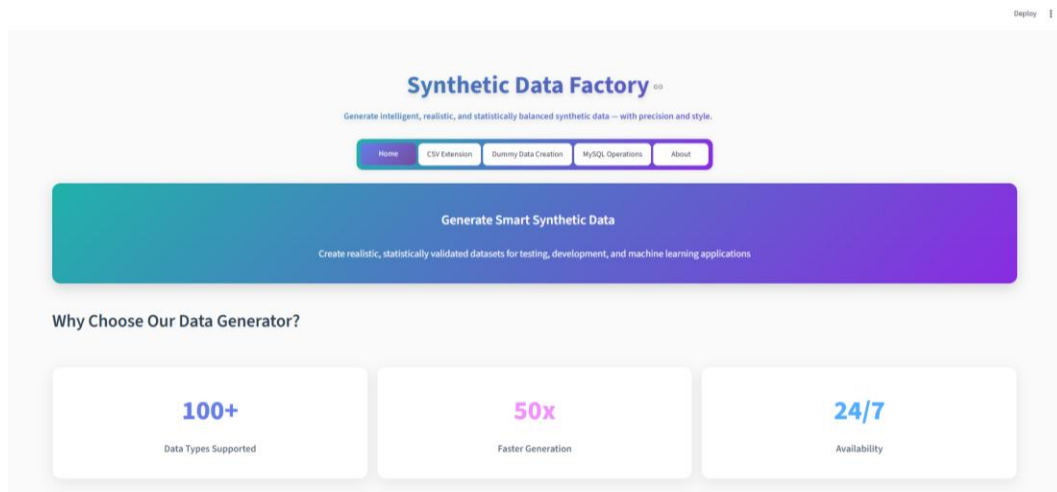 Deploy
Synthetic Data Factory
Generate intelligent, realistic, and statistically balanced synthetic data — with precision and style.
Home CSV Extension Dummy Data Creation MySQL Operations About
Generate Smart Synthetic Data
Create realistic, statistically validated datasets for testing, development, and machine learning applications
Why Choose Our Data Generator?
100+ 50x 24/7
Data Types Supported Faster Generation Availability